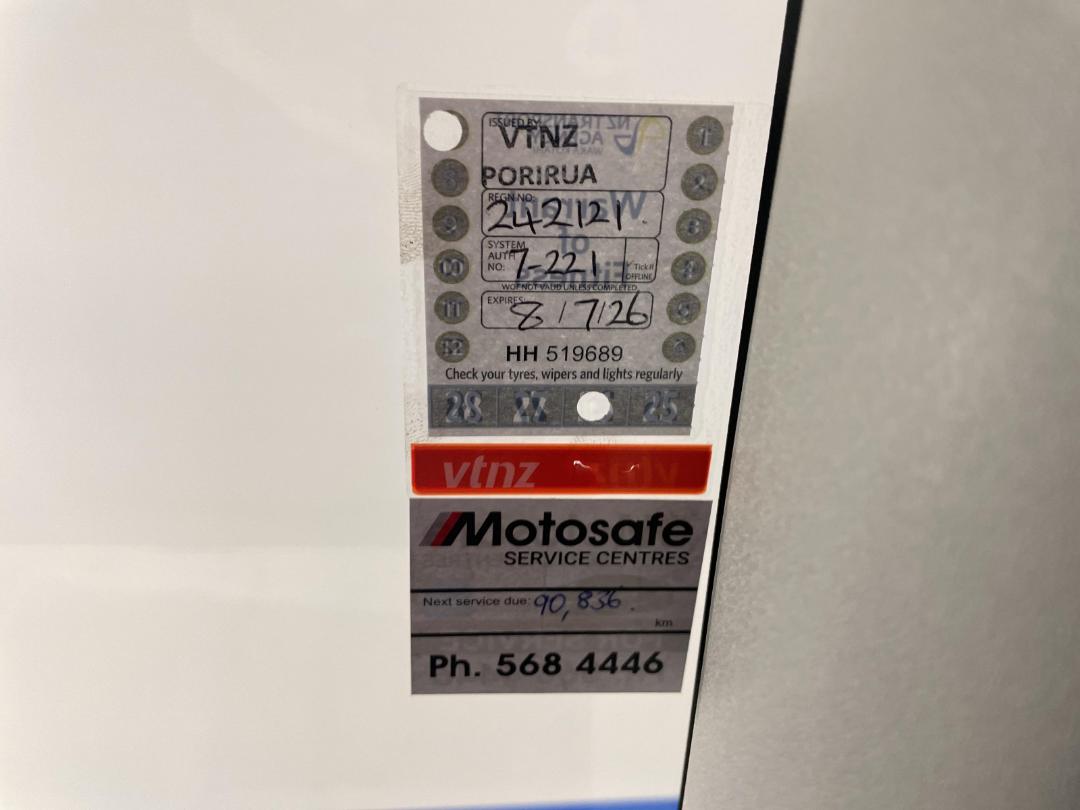 ISSUED BY:
VTNZ
PORIRUA
REGN NO:
242121
SYSTEM AUTH NO:
7-221
Tick if OFFLINE
WOF NOT VALID UNLESS COMPLETED
EXPIRES: 8/7/26
HH 519689
Check your tyres, wipers and lights regularly
28 27 25
vtnz
Motosafe
SERVICE CENTRES
Next service due: 90,836
km
Ph. 568 4446